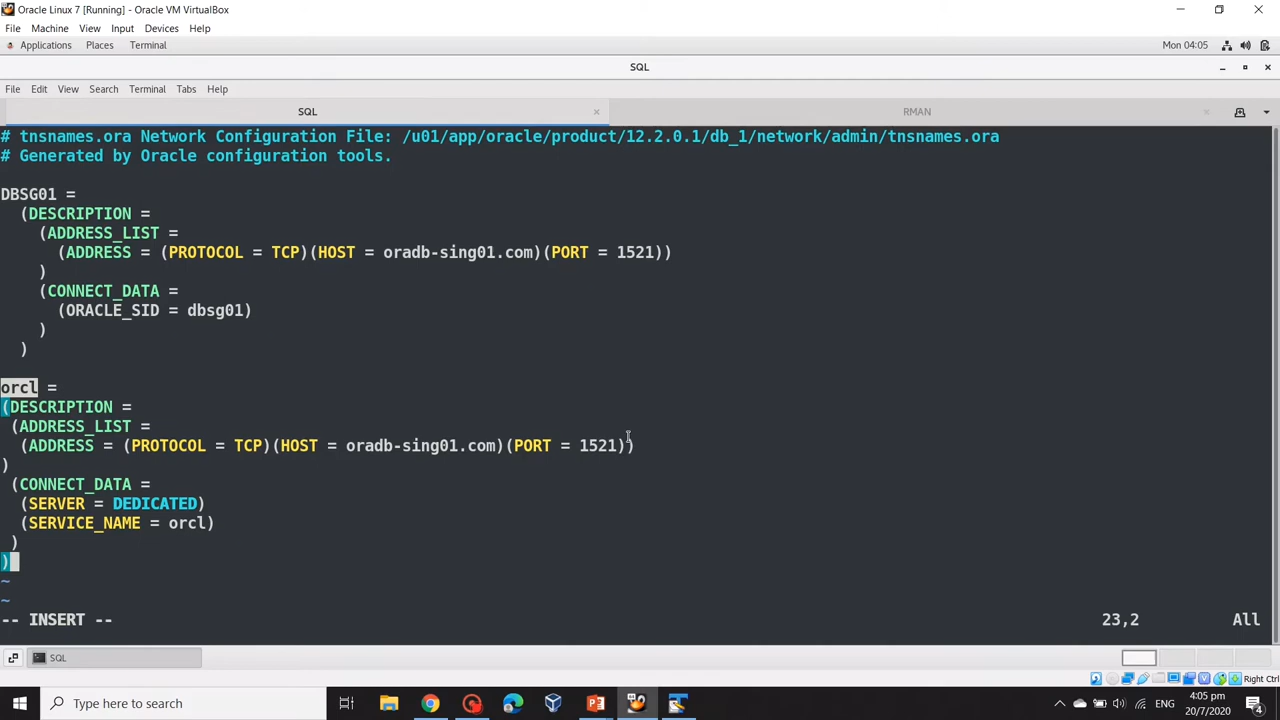 Oracle Linux 7 [Running] - Oracle VM VirtualBox
File Machine View Input Devices Help
Applications Places Terminal Mon 04:05
SQL
File Edit View Search Terminal Tabs Help
SQL RMAN
# tnsnames.ora Network Configuration File: /u01/app/oracle/product/12.2.0.1/db_1/network/admin/tnsnames.ora
# Generated by Oracle configuration tools.
DBSG01 =
(DESCRIPTION =
(ADDRESS_LIST =
(ADDRESS = (PROTOCOL = TCP)(HOST = oradb-sing01.com)(PORT = 1521))
)
(CONNECT_DATA =
(ORACLE_SID = dbsg01)
)
)
orcl =
(DESCRIPTION =
(ADDRESS_LIST =
(ADDRESS = (PROTOCOL = TCP)(HOST = oradb-sing01.com)(PORT = 1521))
)
(CONNECT_DATA =
(SERVER = DEDICATED)
(SERVICE_NAME = orcl)
)
)
~
~
-- INSERT -- 23,2 All
SQL
Right Ctrl
Type here to search
ENG
4:05 pm
20/7/2020
4